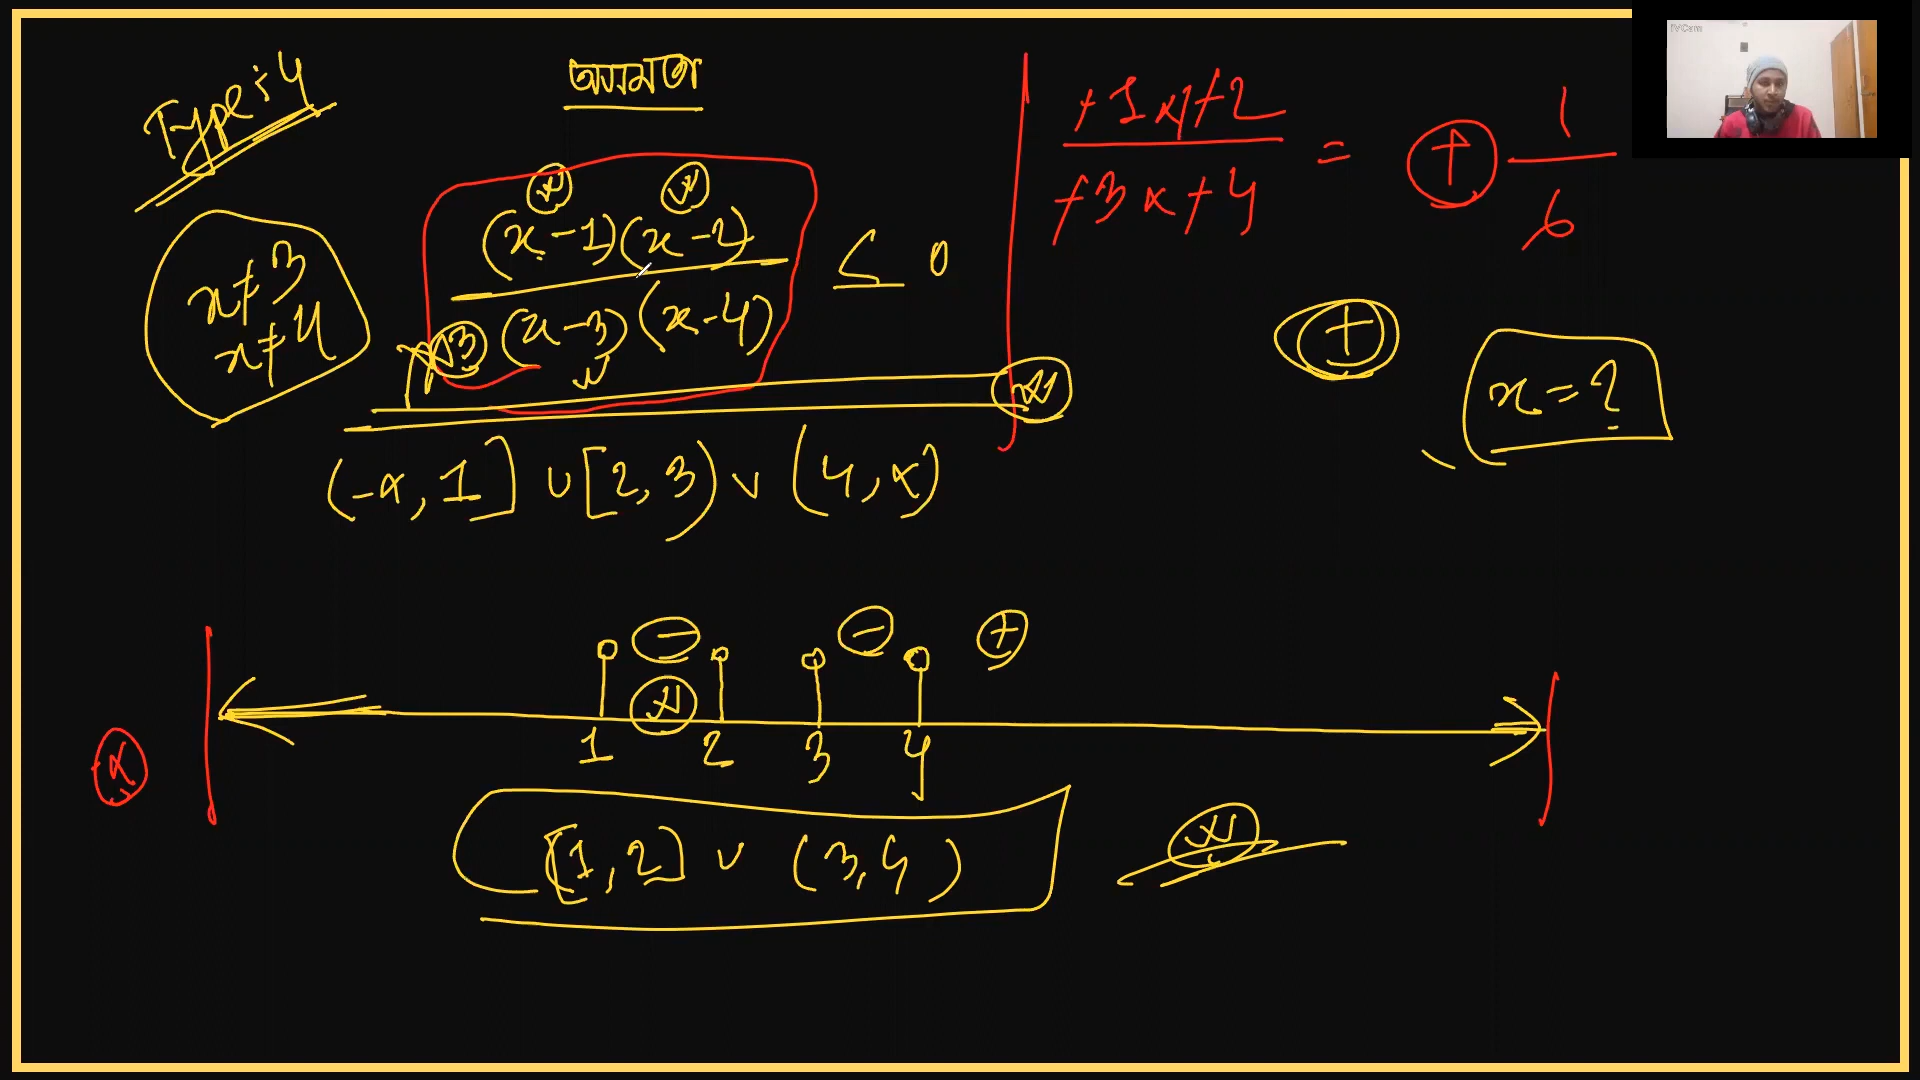 Type: 4
অসমতা
(x-1)(x-2)
(x-3)(x-4)
≤ 0
x≠3
x≠4
(-α, 1] ∪ [2, 3) ∪ (4, α)
+1 x +2
+3 x +4
= + 1
6
+
x = ?
- - +
1 2 3 4
[1, 2] ∪ (3, 4)
iVCam